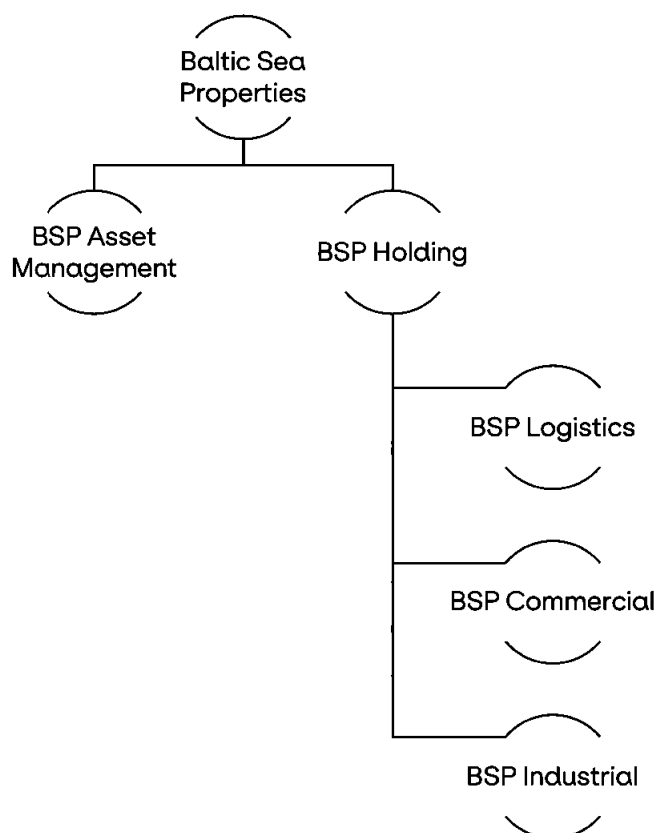 Baltic Sea
Properties
BSP Asset
Management
BSP Holding
BSP Logistics
BSP Commercial
BSP Industrial